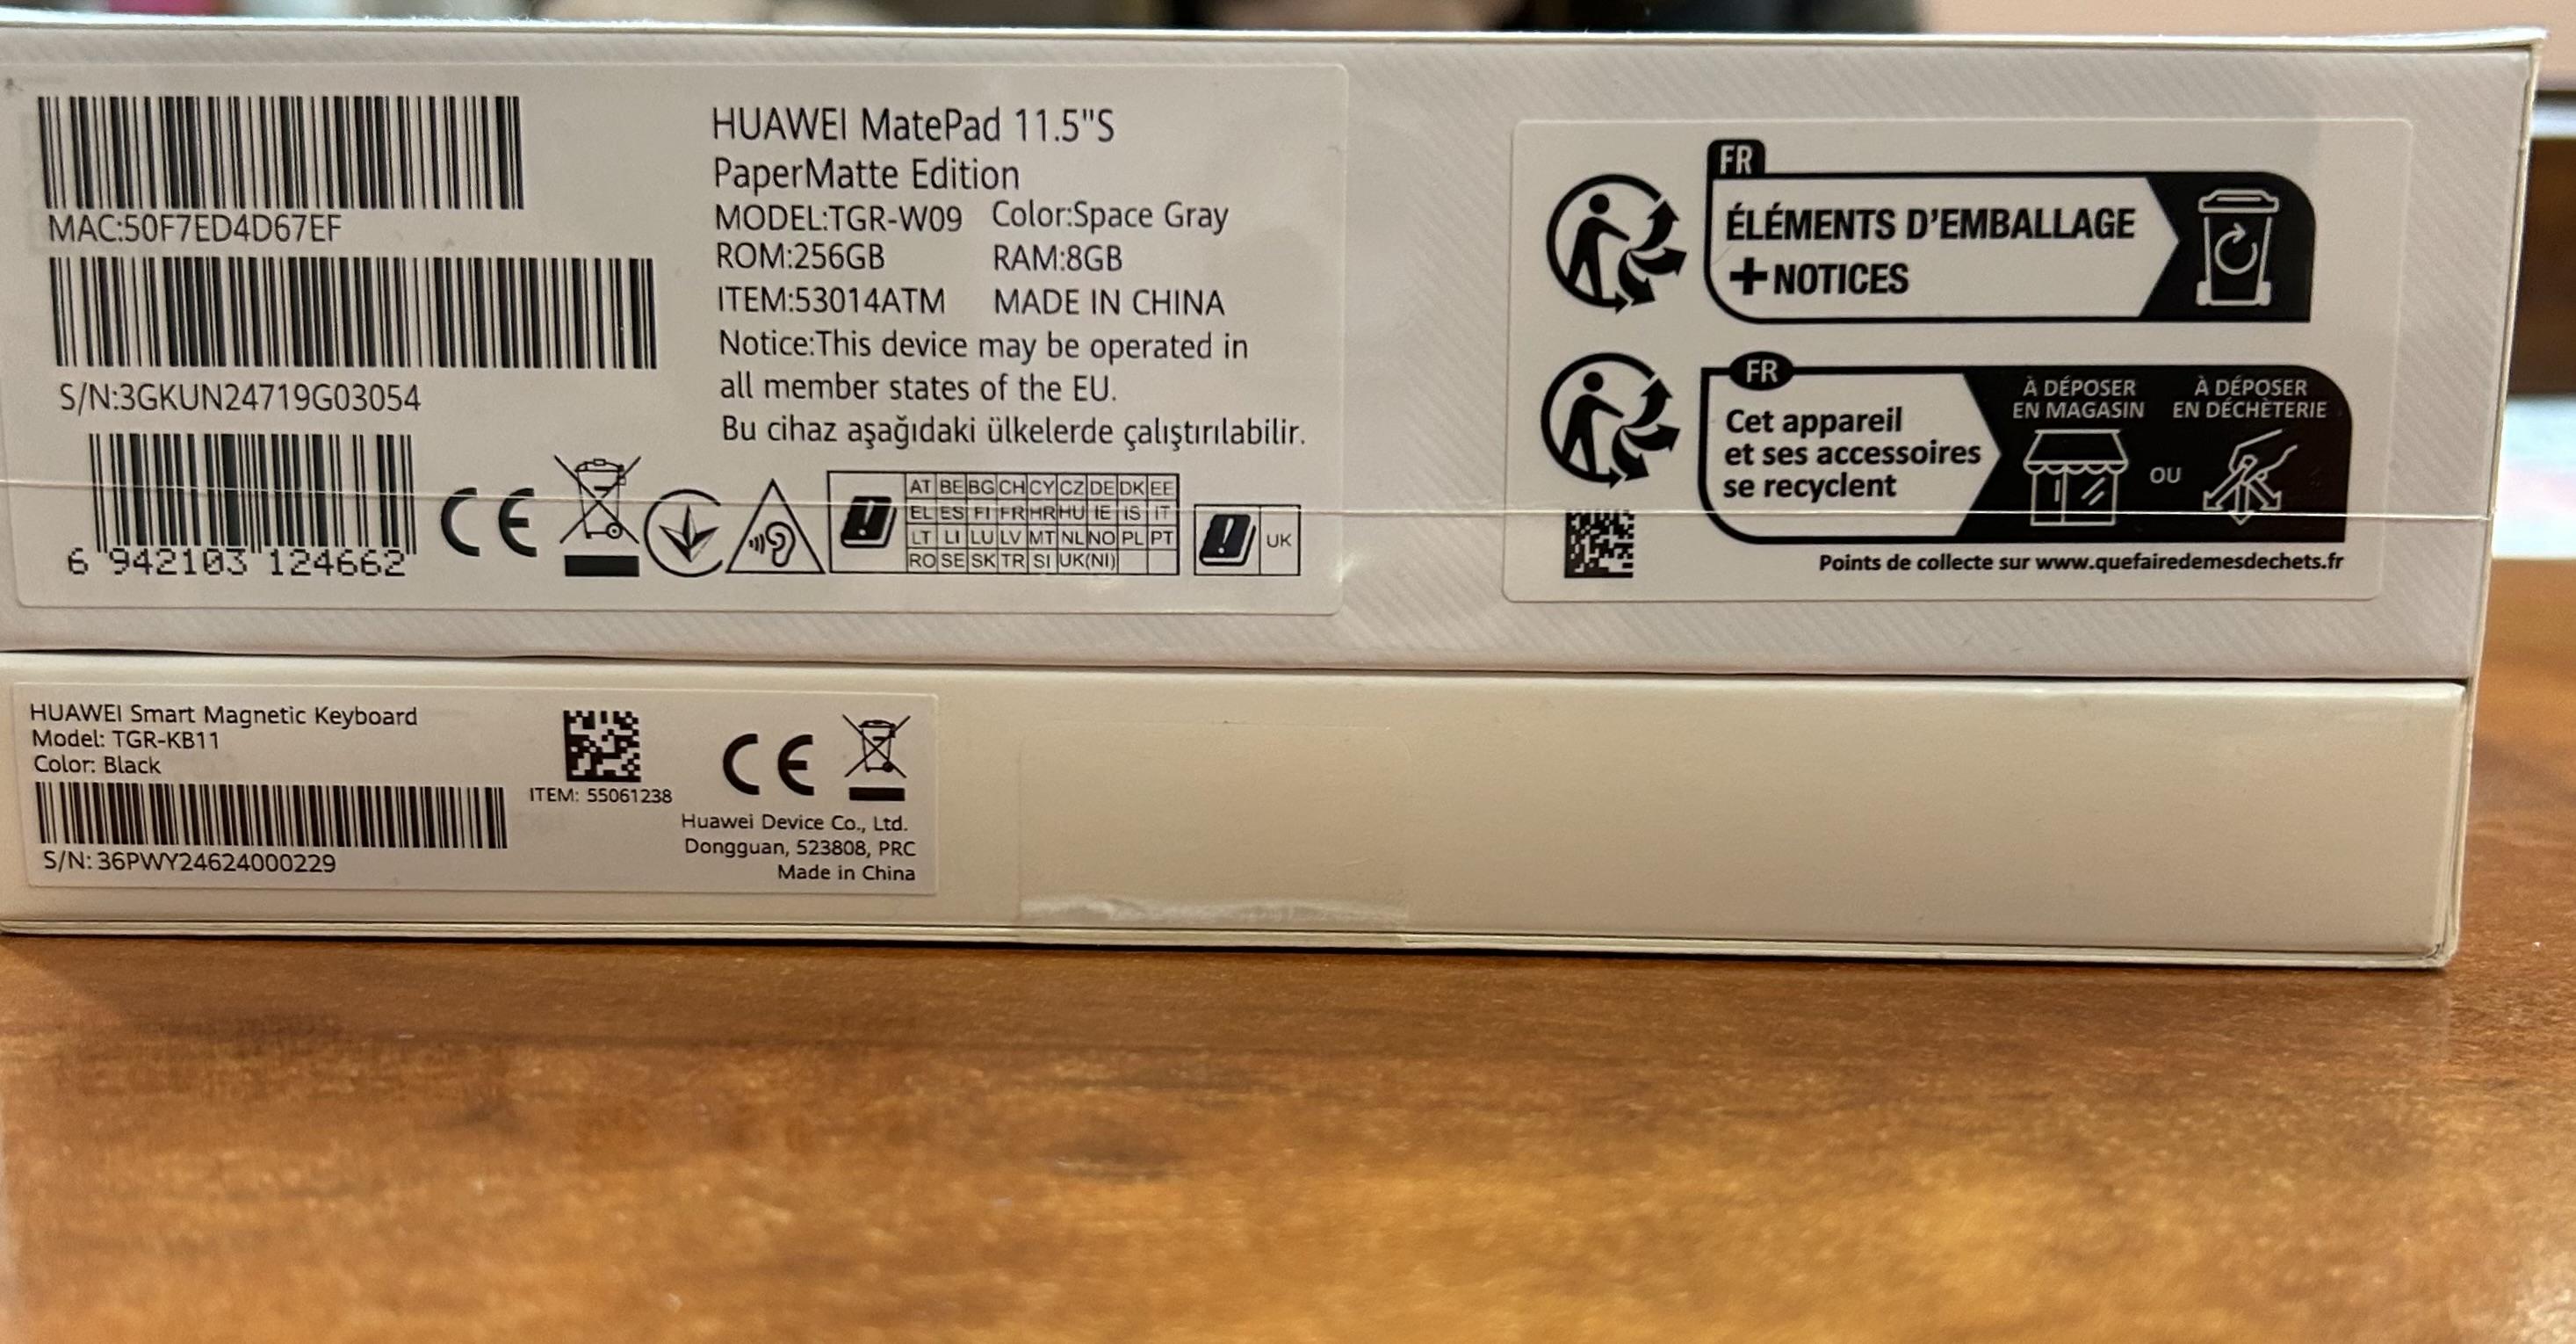 MAC:50F7ED4D67EF
S/N:3GKUN24719G03054
6 942103 124662
HUAWEI MatePad 11.5"S
PaperMatte Edition
MODEL:TGR-W09 Color:Space Gray
ROM:256GB RAM:8GB
ITEM:53014ATM MADE IN CHINA
Notice:This device may be operated in
all member states of the EU.
Bu cihaz aşağıdaki ülkelerde çalıştırılabilir.
CE
AT BE BG CH CY CZ DE DK EE
EL ES FI FR HR HU IE IS IT
LT LI LU LV MT NL NO PL PT
RO SE SK TR SI UK(NI)
UK
FR
ÉLÉMENTS D'EMBALLAGE
+NOTICES
FR
Cet appareil
et ses accessoires
se recyclent
À DÉPOSER
EN MAGASIN
OU
À DÉPOSER
EN DÉCHÈTERIE
Points de collecte sur www.quefairedemesdechets.fr
HUAWEI Smart Magnetic Keyboard
Model: TGR-KB11
Color: Black
S/N: 36PWY24624000229
ITEM: 55061238
CE
Huawei Device Co., Ltd.
Dongguan, 523808, PRC
Made in China